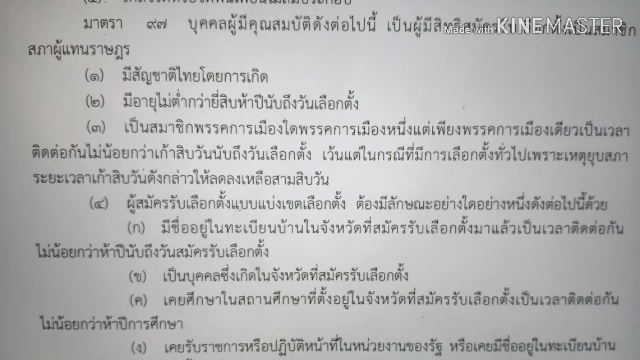 มาตรา ๙๗ บุคคลผู้มีคุณสมบัติดังต่อไปนี้ เป็นผู้มีสิทธิสมัคร
Made with KINEMASTER
สภาผู้แทนราษฎร
(๑) มีสัญชาติไทยโดยการเกิด
(๒) มีอายุไม่ต่ำกว่ายี่สิบห้าปีนับถึงวันเลือกตั้ง
(๓) เป็นสมาชิกพรรคการเมืองใดพรรคการเมืองหนึ่งแต่เพียงพรรคการเมืองเดียวเป็นเวลา
ติดต่อกันไม่น้อยกว่าเก้าสิบวันนับถึงวันเลือกตั้ง เว้นแต่ในกรณีที่มีการเลือกตั้งทั่วไปเพราะเหตุยุบสภา
ระยะเวลาเก้าสิบวันดังกล่าวให้ลดลงเหลือสามสิบวัน
(๔) ผู้สมัครรับเลือกตั้งแบบแบ่งเขตเลือกตั้ง ต้องมีลักษณะอย่างใดอย่างหนึ่งดังต่อไปนี้ด้วย
(ก) มีชื่ออยู่ในทะเบียนบ้านในจังหวัดที่สมัครรับเลือกตั้งมาแล้วเป็นเวลาติดต่อกัน
ไม่น้อยกว่าห้าปีนับถึงวันสมัครรับเลือกตั้ง
(ข) เป็นบุคคลซึ่งเกิดในจังหวัดที่สมัครรับเลือกตั้ง
(ค) เคยศึกษาในสถานศึกษาที่ตั้งอยู่ในจังหวัดที่สมัครรับเลือกตั้งเป็นเวลาติดต่อกัน
ไม่น้อยกว่าห้าปีการศึกษา
(ง) เคยรับราชการหรือปฏิบัติหน้าที่ในหน่วยงานของรัฐ หรือเคยมีชื่ออยู่ในทะเบียนบ้าน